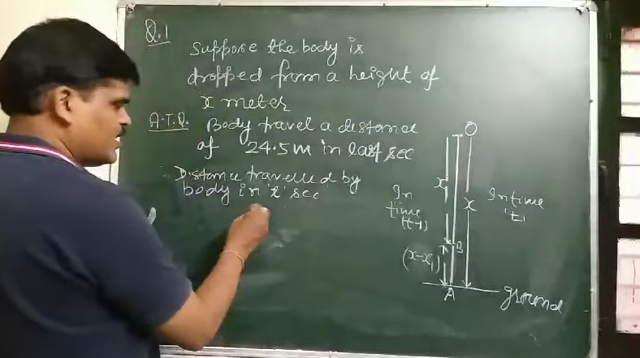 Q.1
Suppose the body is
dropped from a height of
x meter
A.T.Q. Body travel a distance
of 24.5m in last sec
∴ Distance travelled by
body in 't' sec
O
x₁
x
In
time
(t-1)
In time
't'
B
(x-x₁)
A
ground